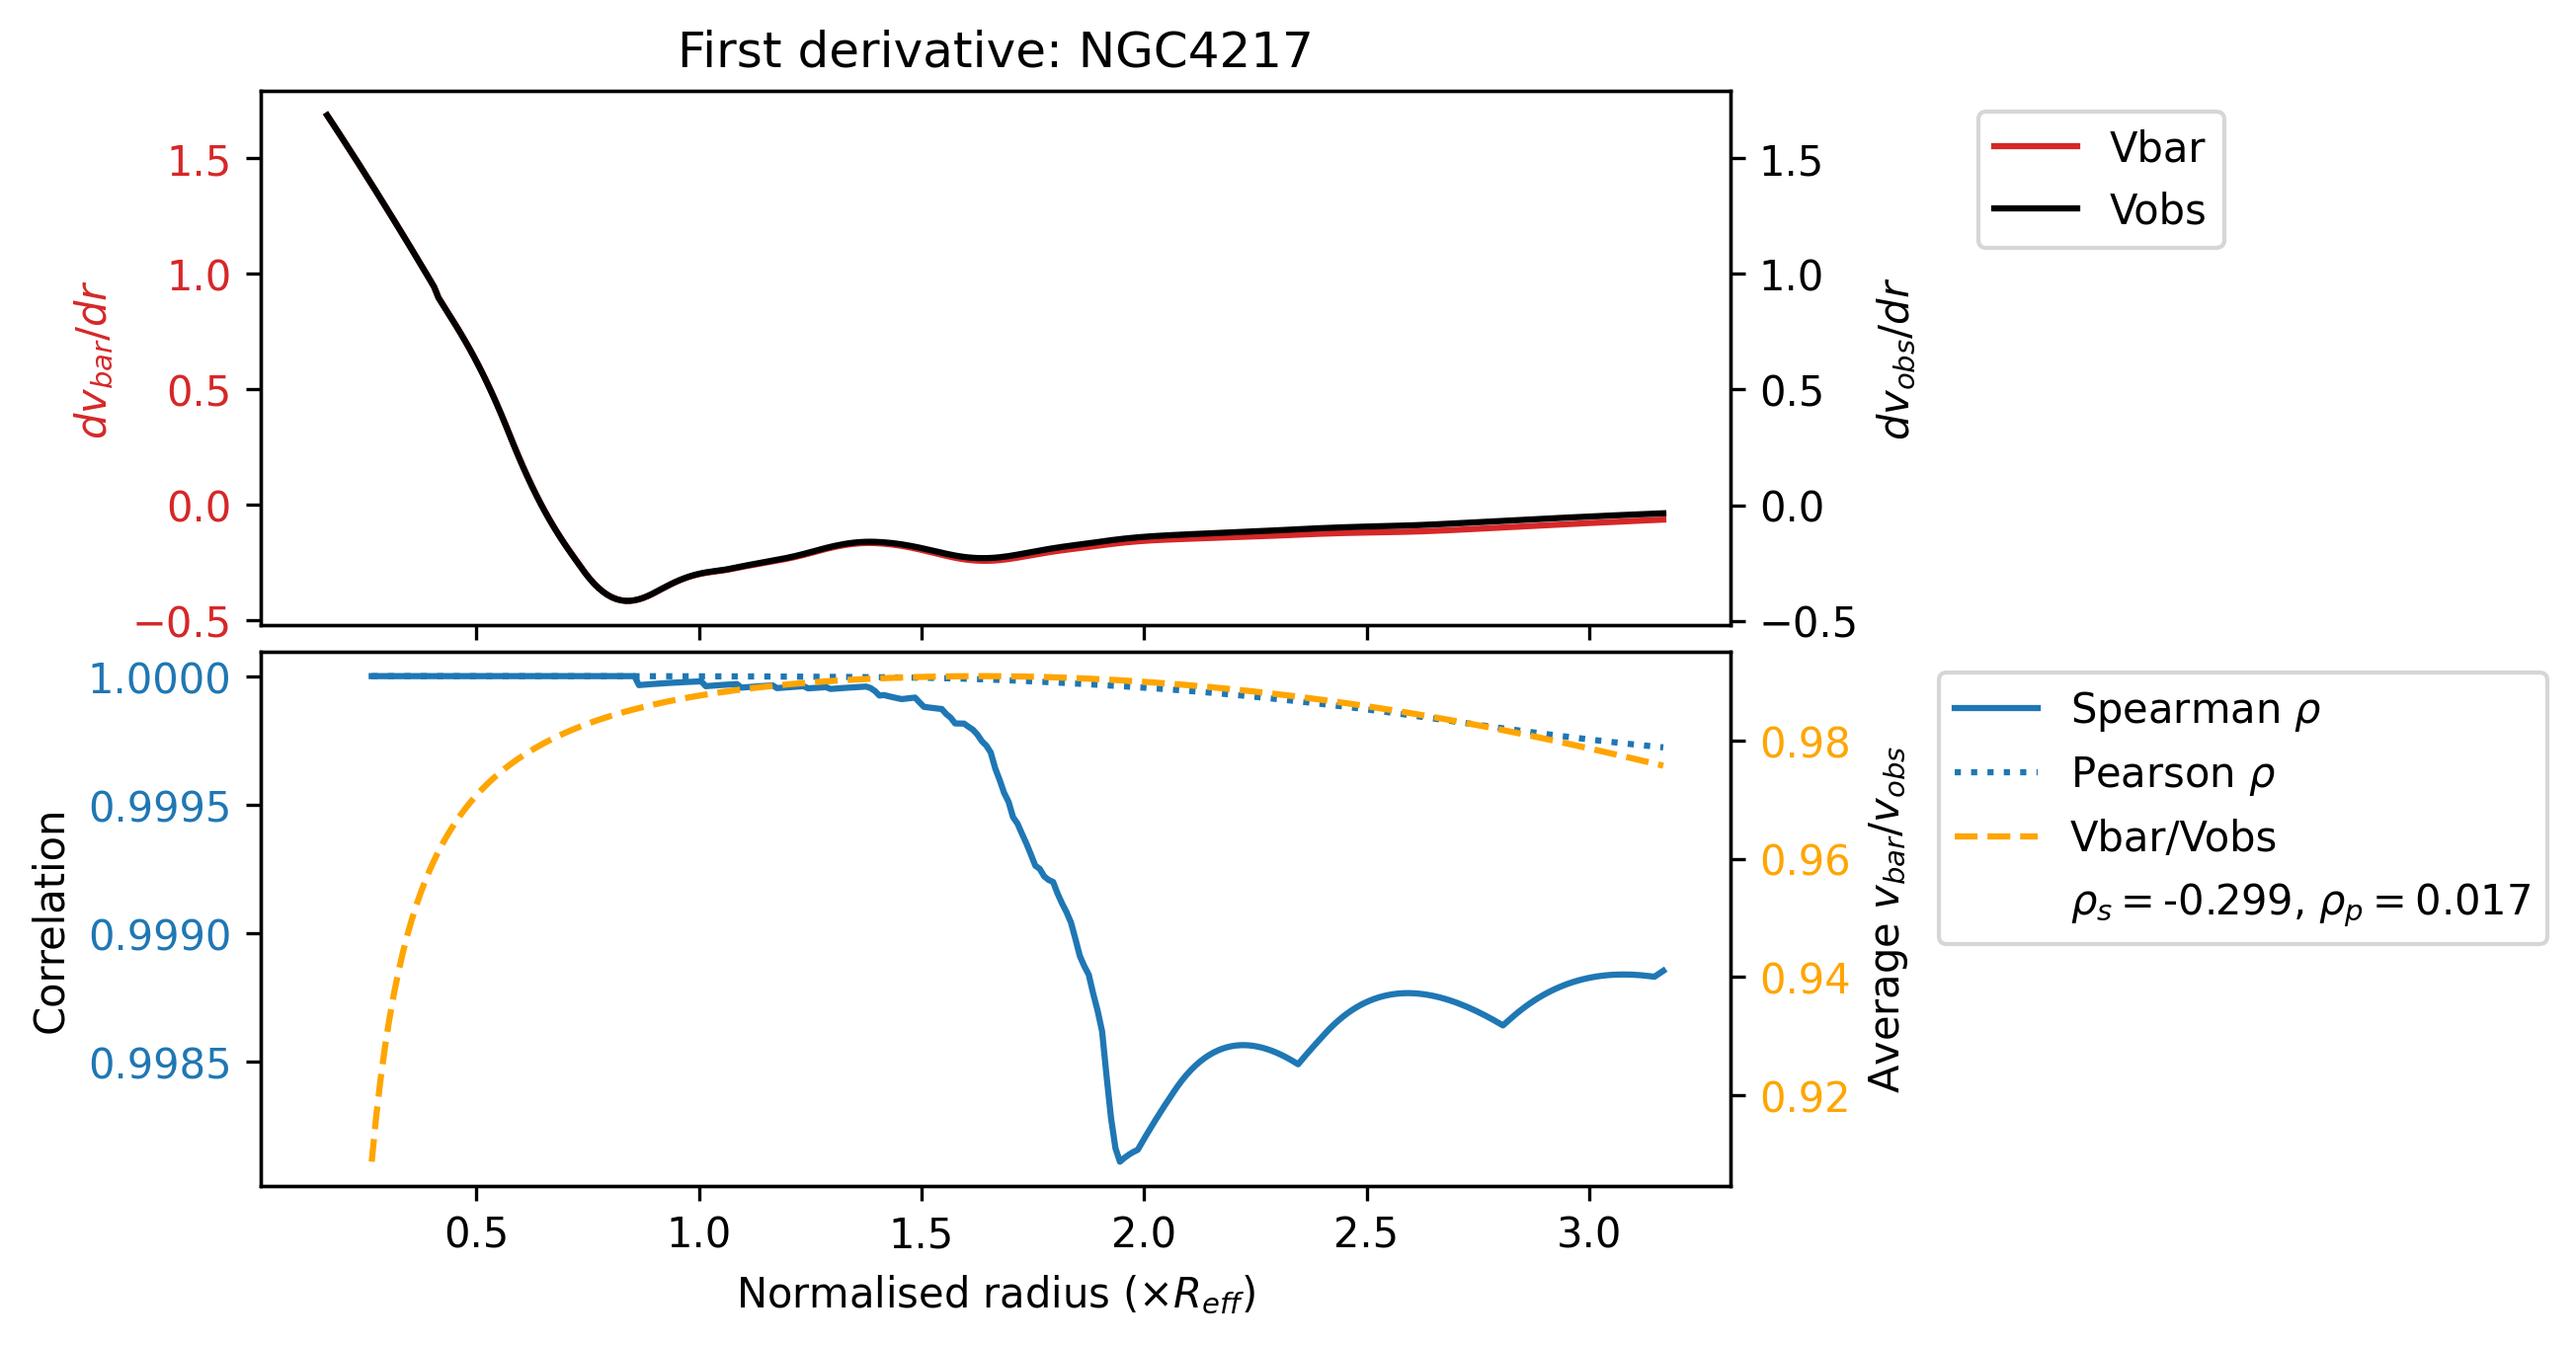 First derivative: NGC4217
1.5
1.0
0.5
0.0
−0.5
dv_bar/dr
1.5
1.0
0.5
0.0
−0.5
dv_obs/dr
Vbar
Vobs
1.0000
0.9995
0.9990
0.9985
Correlation
0.98
0.96
0.94
0.92
Average v_bar/v_obs
Spearman ρ
Pearson ρ
Vbar/Vobs
ρ_s = -0.299, ρ_p = 0.017
0.5 1.0 1.5 2.0 2.5 3.0
Normalised radius (×R_eff)